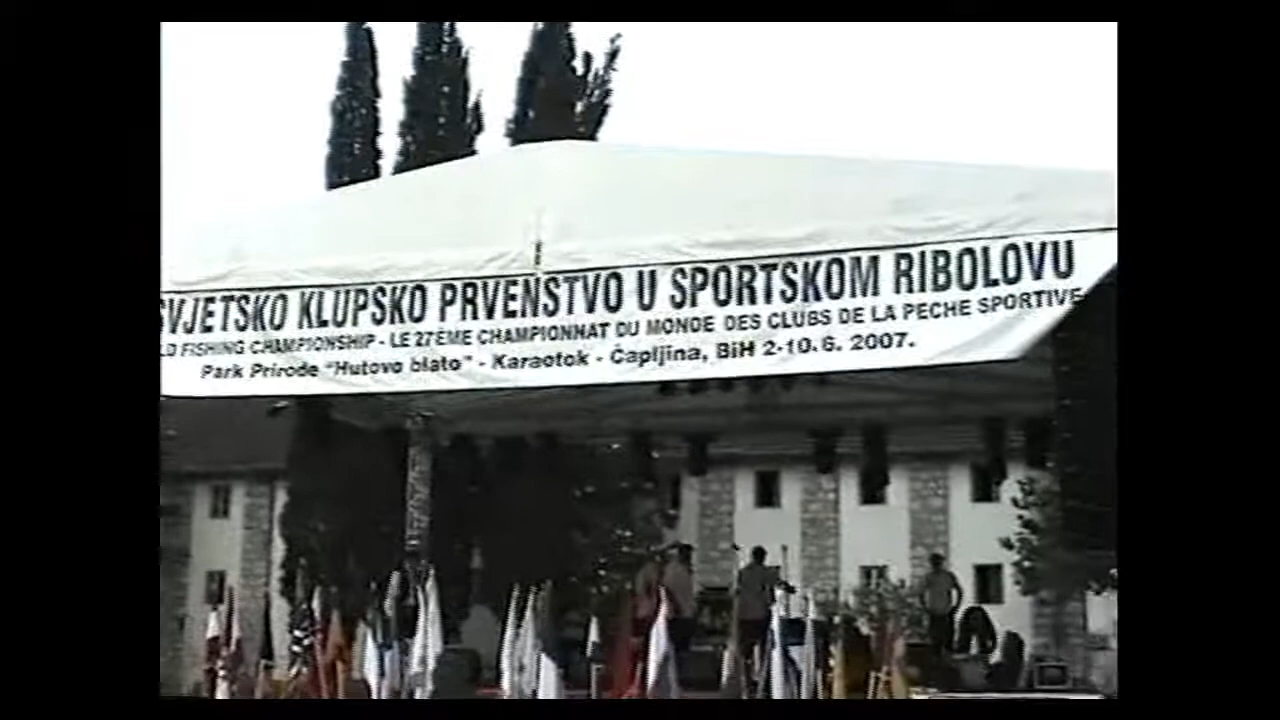 SVJETSKO KLUPSKO PRVENSTVO U SPORTSKOM RIBOLOVU
LD FISHING CHAMPIONSHIP - LE 27ÈME CHAMPIONNAT DU MONDE DES CLUBS DE LA PECHE SPORTIVE
Park Prirode "Hutovo blato" - Karaotok - Čapljina, BiH 2-10.6. 2007.